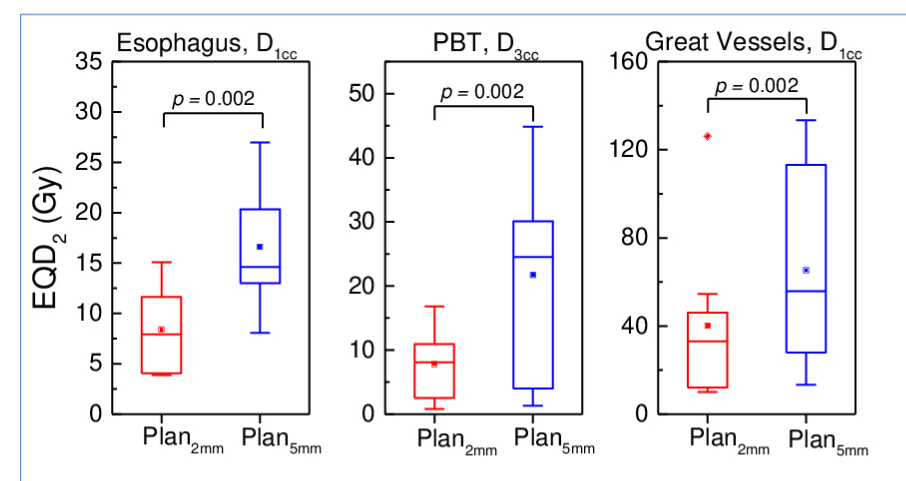 Esophagus, D1cc
PBT, D3cc
Great Vessels, D1cc
EQD2 (Gy)
35
30
25
20
15
10
5
0
p = 0.002
Plan2mm
Plan5mm
50
40
30
20
10
0
p = 0.002
Plan2mm
Plan5mm
160
120
80
40
0
p = 0.002
Plan2mm
Plan5mm